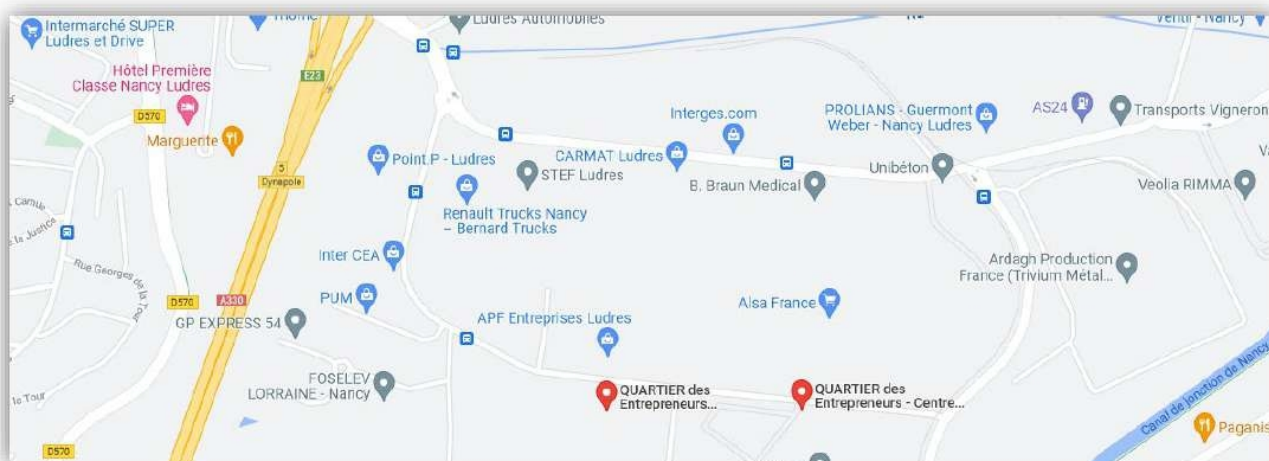 Intermarché SUPER
Ludres et Drive
Ludres Automobiles
Hôtel Première
Classe Nancy Ludres
E23
D570
Marguerite
5
Dynapole
Point P - Ludres
STEF Ludres
CARMAT Ludres
Interges.com
PROLIANS - Guermont
Weber - Nancy Ludres
AS24
Transports Vigneron
Unibéton
B. Braun Medical
Veolia RIMMA
Renault Trucks Nancy
– Bernard Trucks
Inter CEA
PUM
Rue Georges de la Tour
D570
A330
GP EXPRESS 54
APF Entreprises Ludres
Alsa France
Ardagh Production
France (Trivium Métal...
FOSELEV
LORRAINE - Nancy
QUARTIER des
Entrepreneurs...
QUARTIER des
Entrepreneurs - Centre...
Canal de jonction de Nancy
Paganis
D570
la Tour